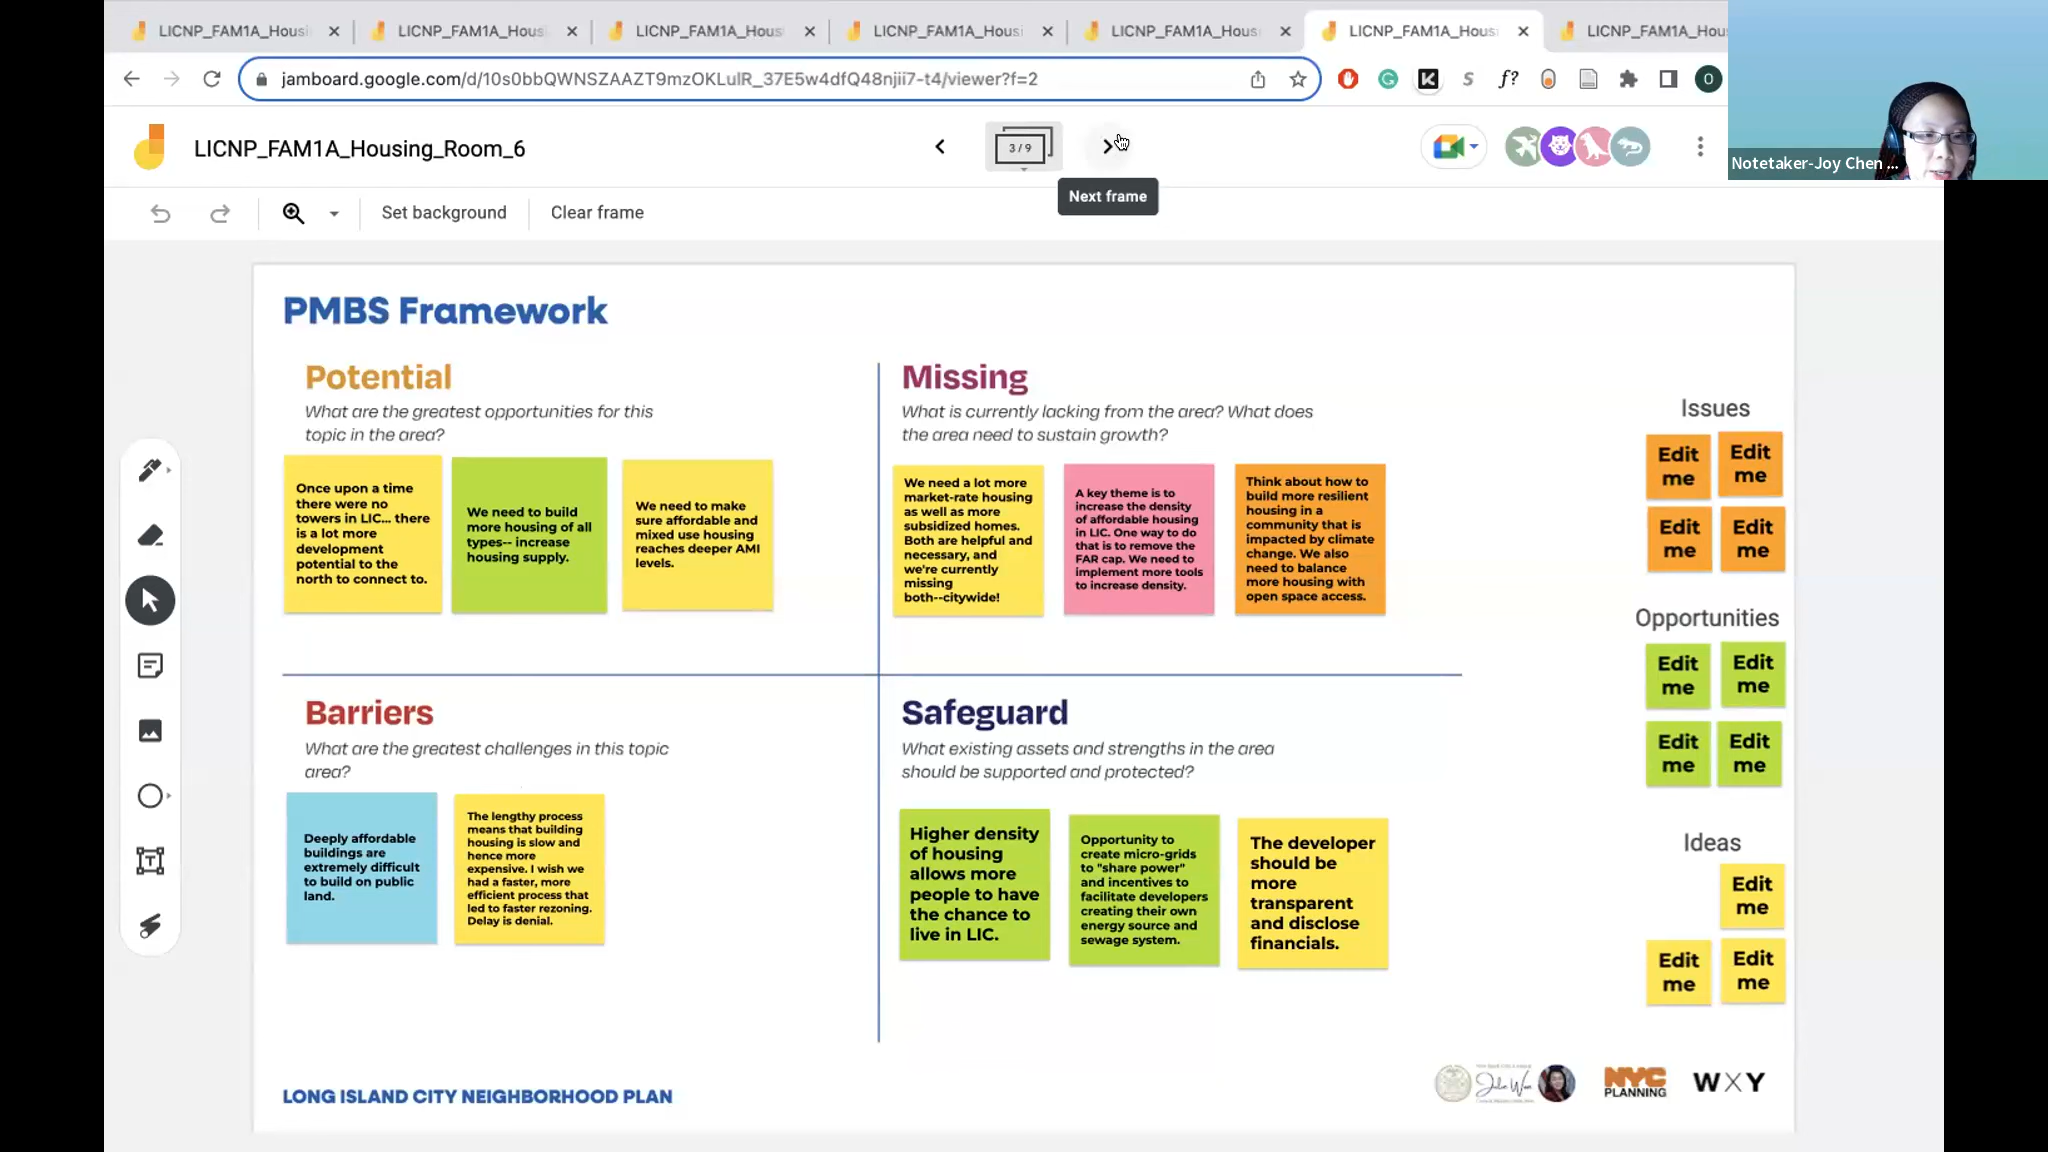 LICNP_FAM1A_Housi
LICNP_FAM1A_Hous
LICNP_FAM1A_Hous
LICNP_FAM1A_Housi
LICNP_FAM1A_Hous
LICNP_FAM1A_Hous
LICNP_FAM1A_Hou
jamboard.google.com/d/10s0bbQWNSZAAZT9mzOKLulR_37E5w4dfQ48njii7-t4/viewer?f=2
O
LICNP_FAM1A_Housing_Room_6
3 / 9
Next frame
Notetaker-Joy Chen ...
Set background
Clear frame
PMBS Framework
Potential
What are the greatest opportunities for this
topic in the area?
Once upon a time
there were no
towers in LIC... there
is a lot more
development
potential to the
north to connect to.
We need to build
more housing of all
types-- increase
housing supply.
We need to make
sure affordable and
mixed use housing
reaches deeper AMI
levels.
Missing
What is currently lacking from the area? What does
the area need to sustain growth?
We need a lot more
market-rate housing
as well as more
subsidized homes.
Both are helpful and
necessary, and
we're currently
missing
both--citywide!
A key theme is to
increase the density
of affordable housing
in LIC. One way to do
that is to remove the
FAR cap. We need to
implement more tools
to increase density.
Think about how to
build more resilient
housing in a
community that is
impacted by climate
change. We also
need to balance
more housing with
open space access.
Barriers
What are the greatest challenges in this topic
area?
Deeply affordable
buildings are
extremely difficult
to build on public
land.
The lengthy process
means that building
housing is slow and
hence more
expensive. I wish we
had a faster, more
efficient process that
led to faster rezoning.
Delay is denial.
Safeguard
What existing assets and strengths in the area
should be supported and protected?
Higher density
of housing
allows more
people to have
the chance to
live in LIC.
Opportunity to
create micro-grids
to "share power"
and incentives to
facilitate developers
creating their own
energy source and
sewage system.
The developer
should be
more
transparent
and disclose
financials.
Issues
Edit
me
Edit
me
Edit
me
Edit
me
Opportunities
Edit
me
Edit
me
Edit
me
Edit
me
Ideas
Edit
me
Edit
me
Edit
me
LONG ISLAND CITY NEIGHBORHOOD PLAN
NYC
PLANNING
WXY